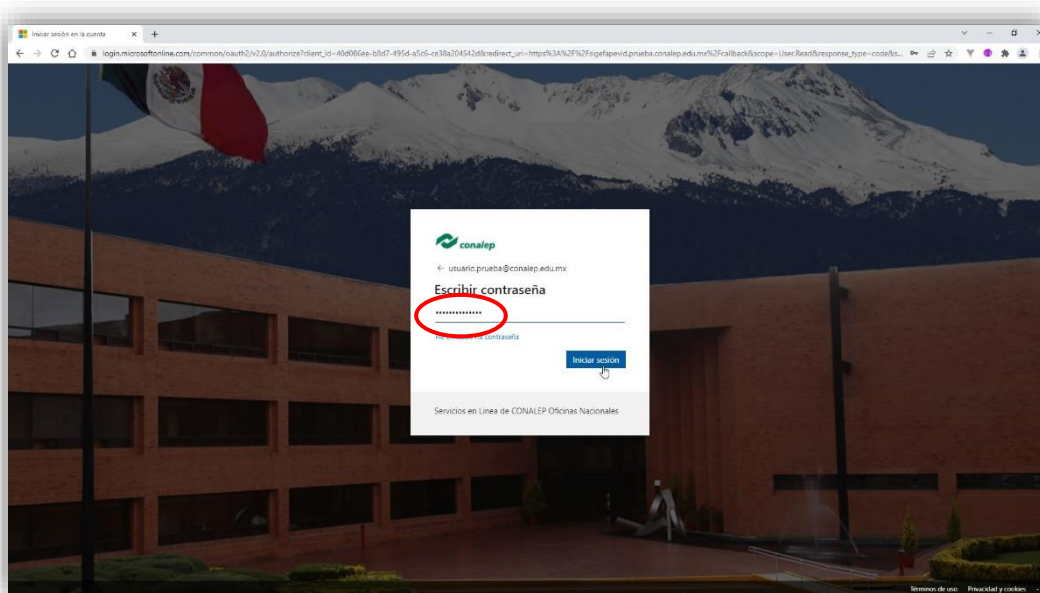 Iniciar sesión en la cuenta
login.microsoftonline.com/common/oauth2/v2.0/authorize?client_id=40d086ee-b8d7-495d-a5c6-ce38a204542d&redirect_uri=https%3A%2F%2Fsigefapevid.prueba.conalep.edu.mx%2Fcallback&scope=User.Read&response_type=code&s...
conalep
usuario.prueba@conalep.edu.mx
Escribir contraseña
contraseña
Iniciar sesión
Servicios en Linea de CONALEP Oficinas Nacionales
Términos de uso Privacidad y cookies